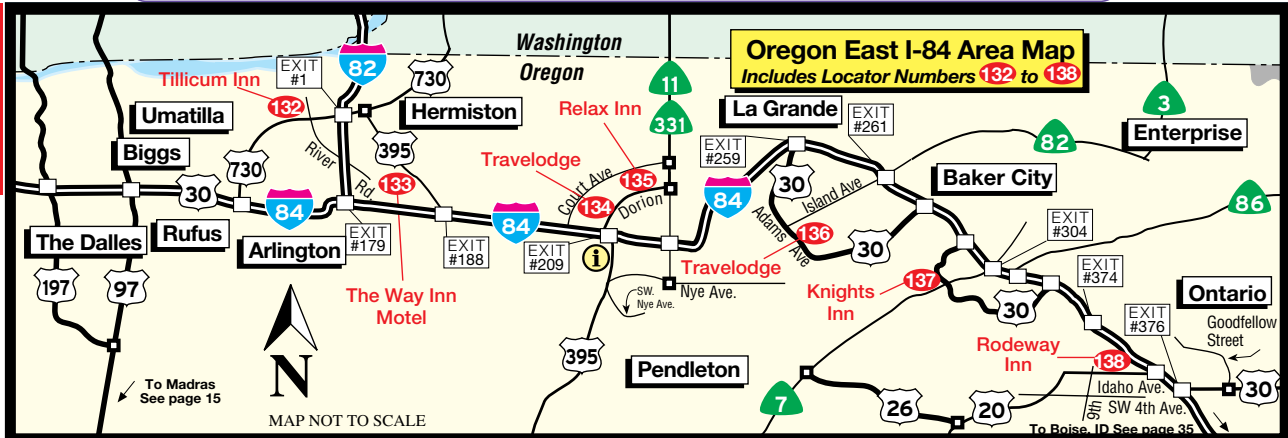 Washington
Oregon
Oregon East I-84 Area Map
Includes Locator Numbers 132 to 138
EXIT
#1
82
730
11
331
Tillicum Inn
132
Hermiston
Relax Inn
La Grande
EXIT
#261
3
Enterprise
Umatilla
Biggs
730
River
Rd
395
133
Travelodge
Court Ave
135
134
Dorion
EXIT
#259
82
30
84
Island Ave
Adams
Ave
136
Baker City
86
30
84
84
The Dalles
Rufus
Arlington
EXIT
#179
EXIT
#188
EXIT
#209
i
Travelodge
30
EXIT
#304
EXIT
#374
197
97
The Way Inn
Motel
SW.
Nye Ave.
Nye Ave.
Knights
Inn
137
30
EXIT
#376
Ontario
Goodfellow
Street
N
395
Pendleton
Rodeway
Inn
138
To Madras
See page 15
MAP NOT TO SCALE
7
26
20
9th
Idaho Ave.
SW 4th Ave.
30
To Boise, ID See page 35